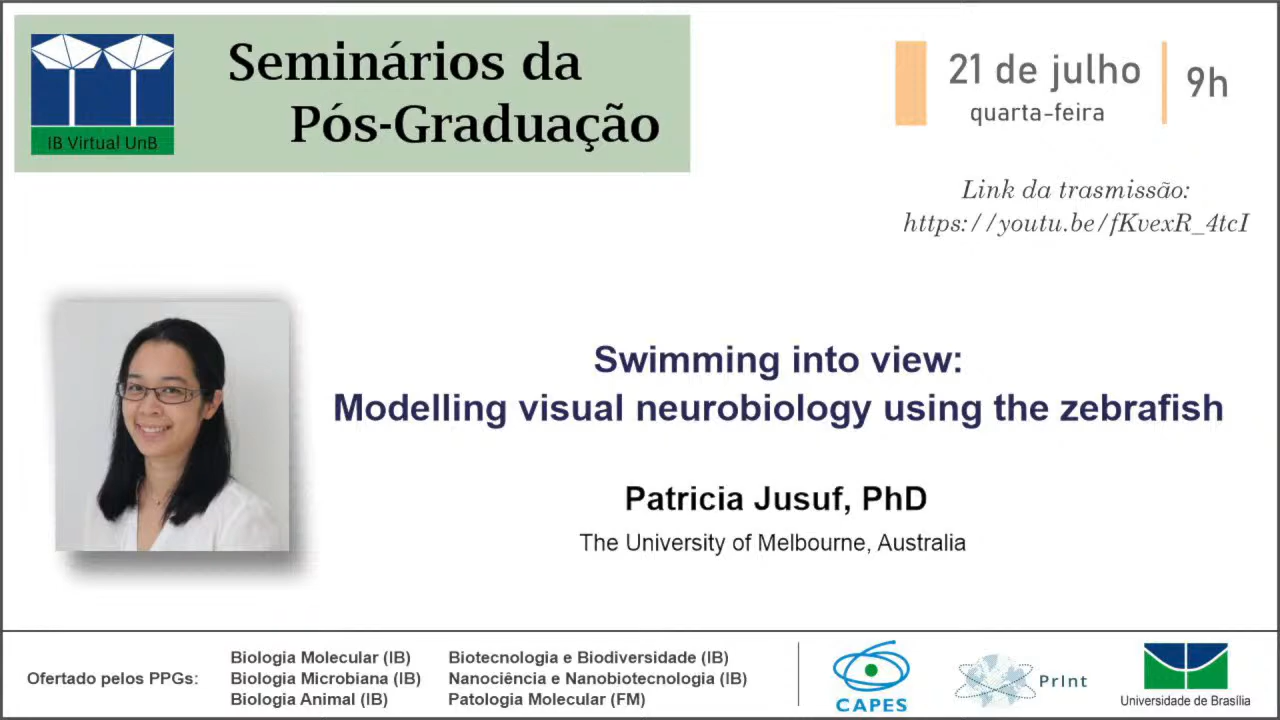 Seminários da
Pós-Graduação
IB Virtual UnB
21 de julho
quarta-feira
9h
Link da trasmissão:
https://youtu.be/fKvexR_4tcI
Swimming into view:
Modelling visual neurobiology using the zebrafish
Patricia Jusuf, PhD
The University of Melbourne, Australia
Ofertado pelos PPGs:
Biologia Molecular (IB)
Biologia Microbiana (IB)
Biologia Animal (IB)
Biotecnologia e Biodiversidade (IB)
Nanociência e Nanobiotecnologia (IB)
Patologia Molecular (FM)
CAPES
PrInt
Universidade de Brasília